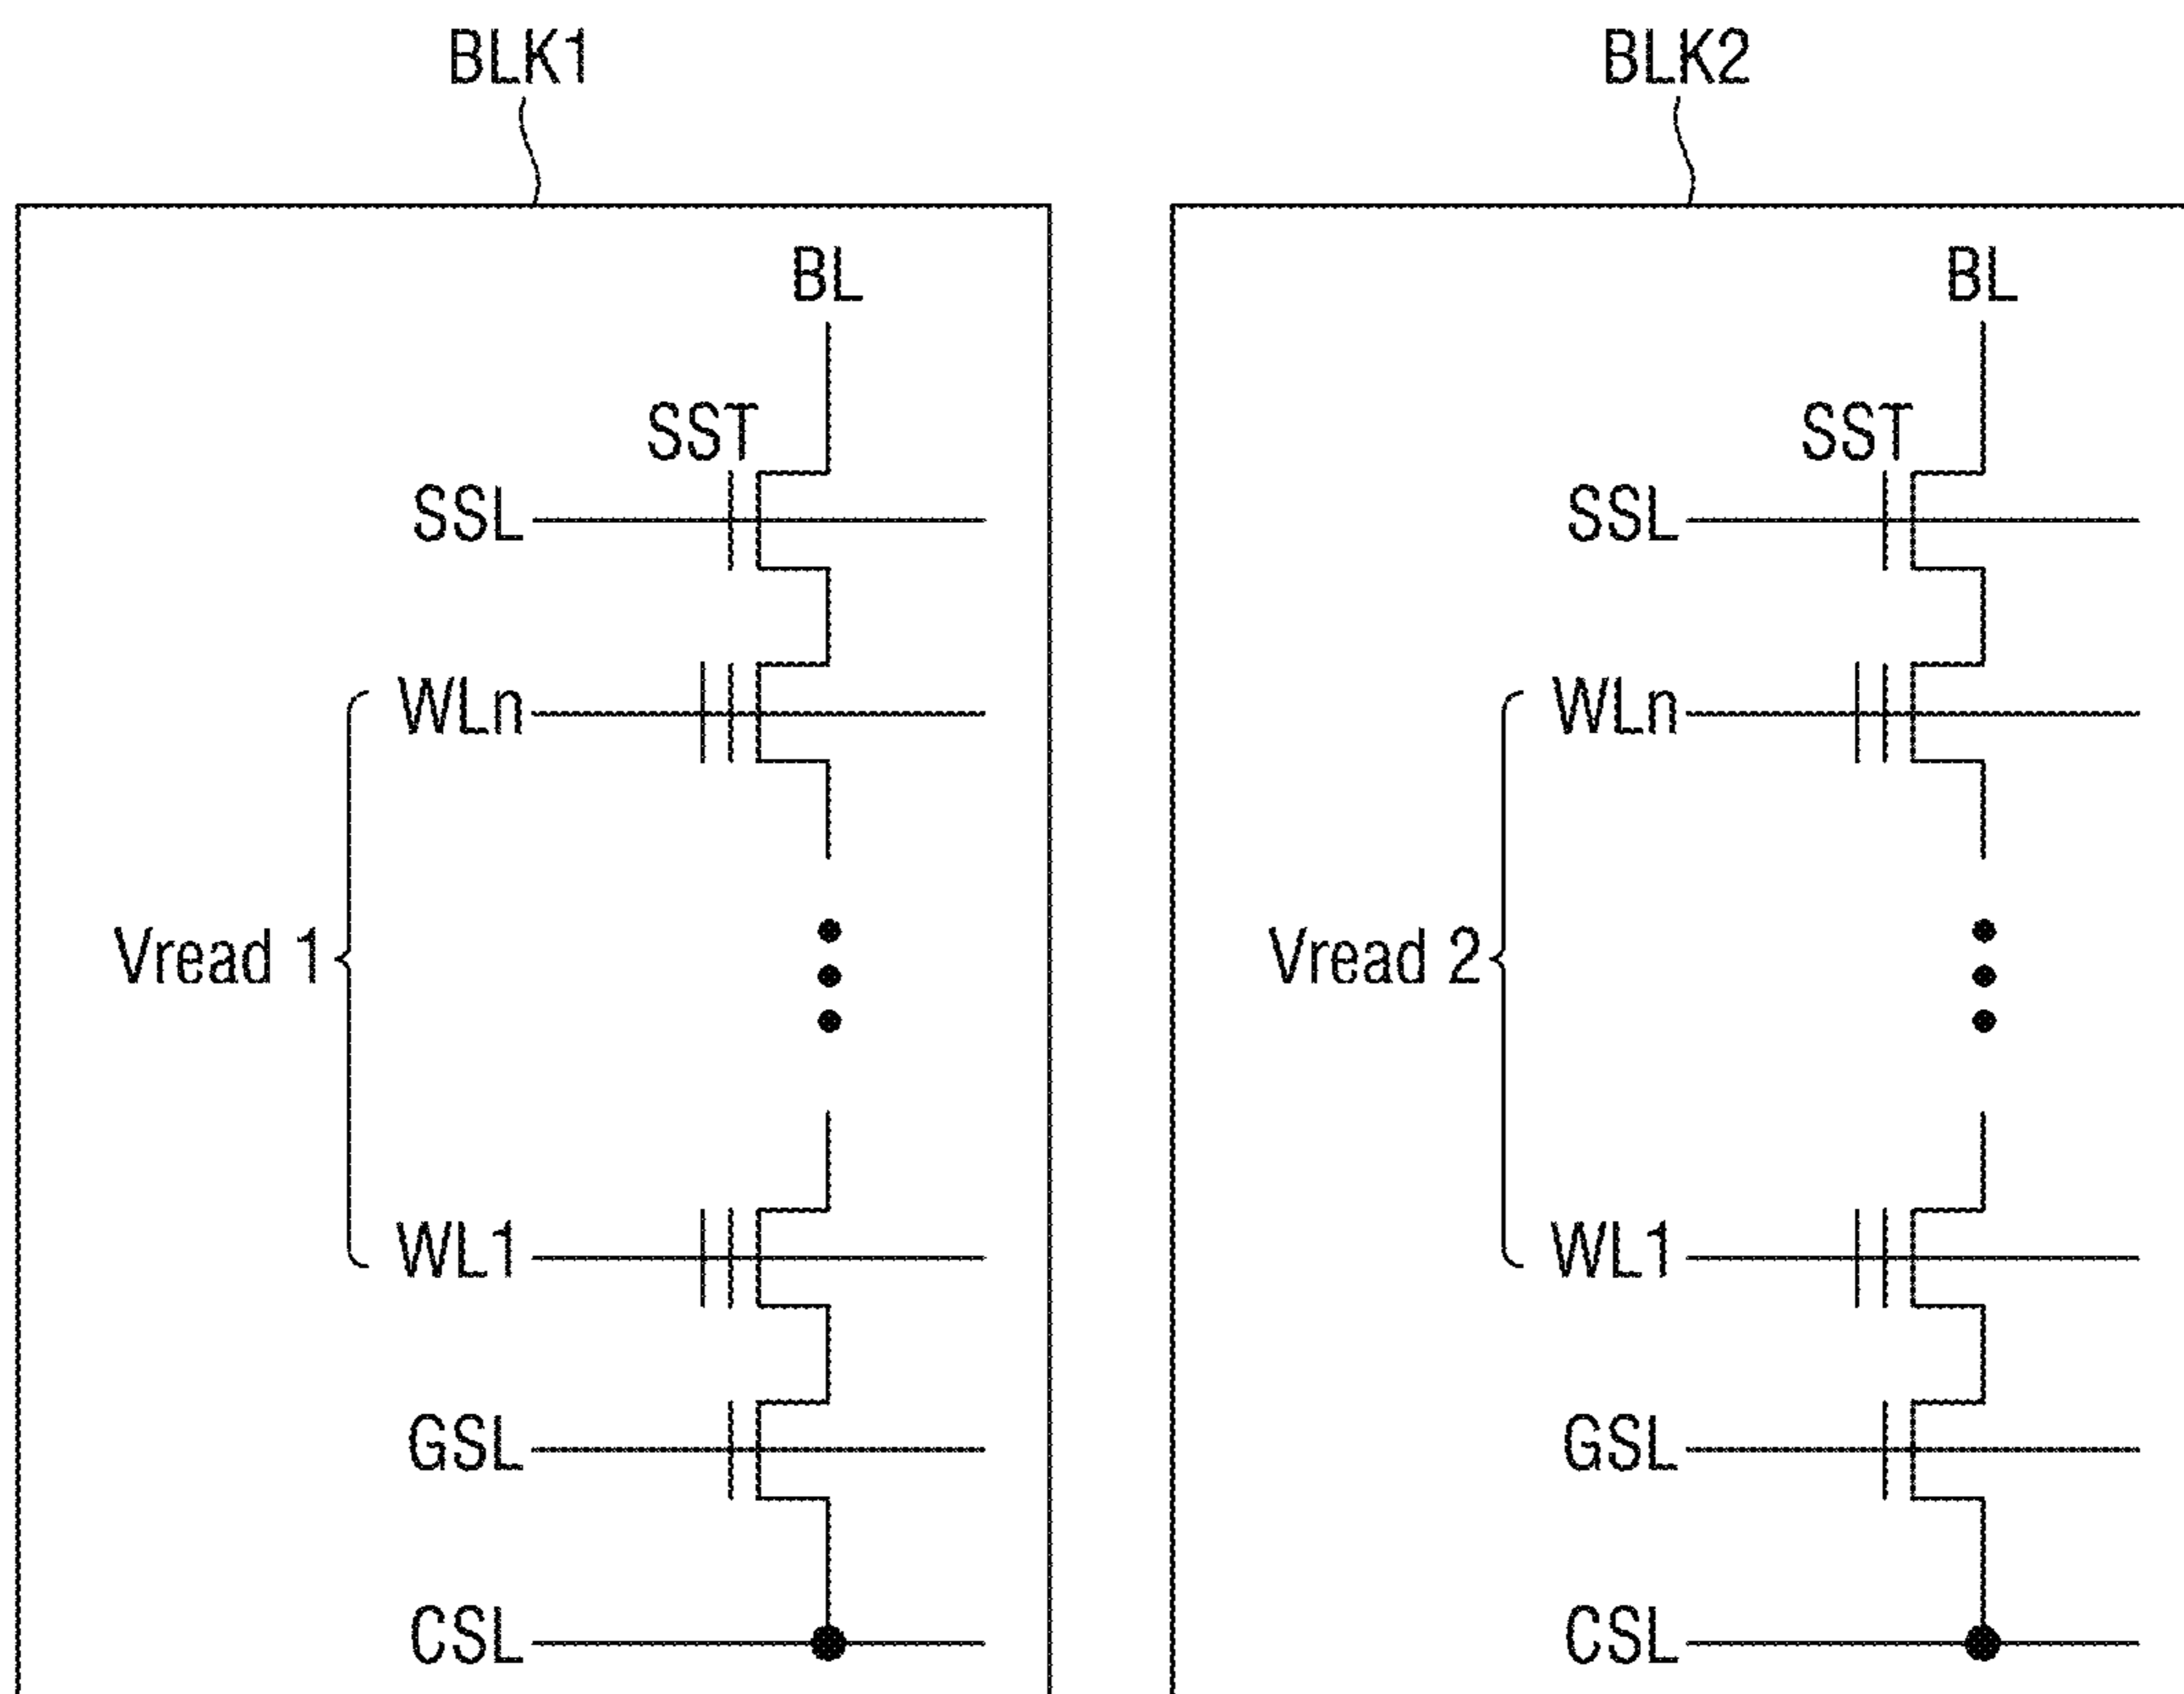 BLK1
BL
SST
SSL
WLn
Vread 1
WL1
GSL
CSL
BLK2
BL
SST
SSL
WLn
Vread 2
WL1
GSL
CSL